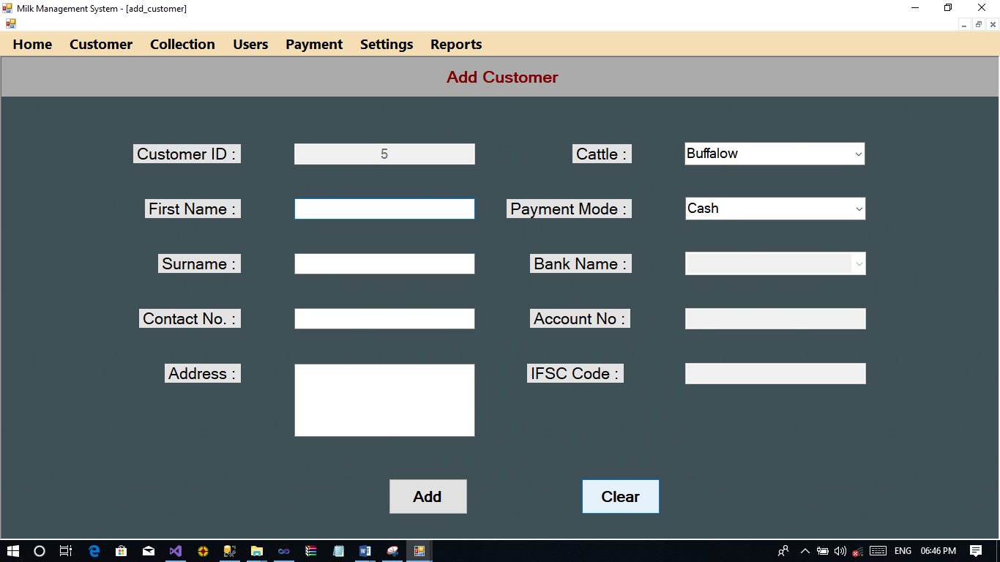 Milk Management System - [add_customer]
Home Customer Collection Users Payment Settings Reports
Add Customer
Customer ID : 5 Cattle : Buffalow
First Name : Payment Mode : Cash
Surname : Bank Name :
Contact No. : Account No :
Address : IFSC Code :
Add Clear
ENG 06:46 PM